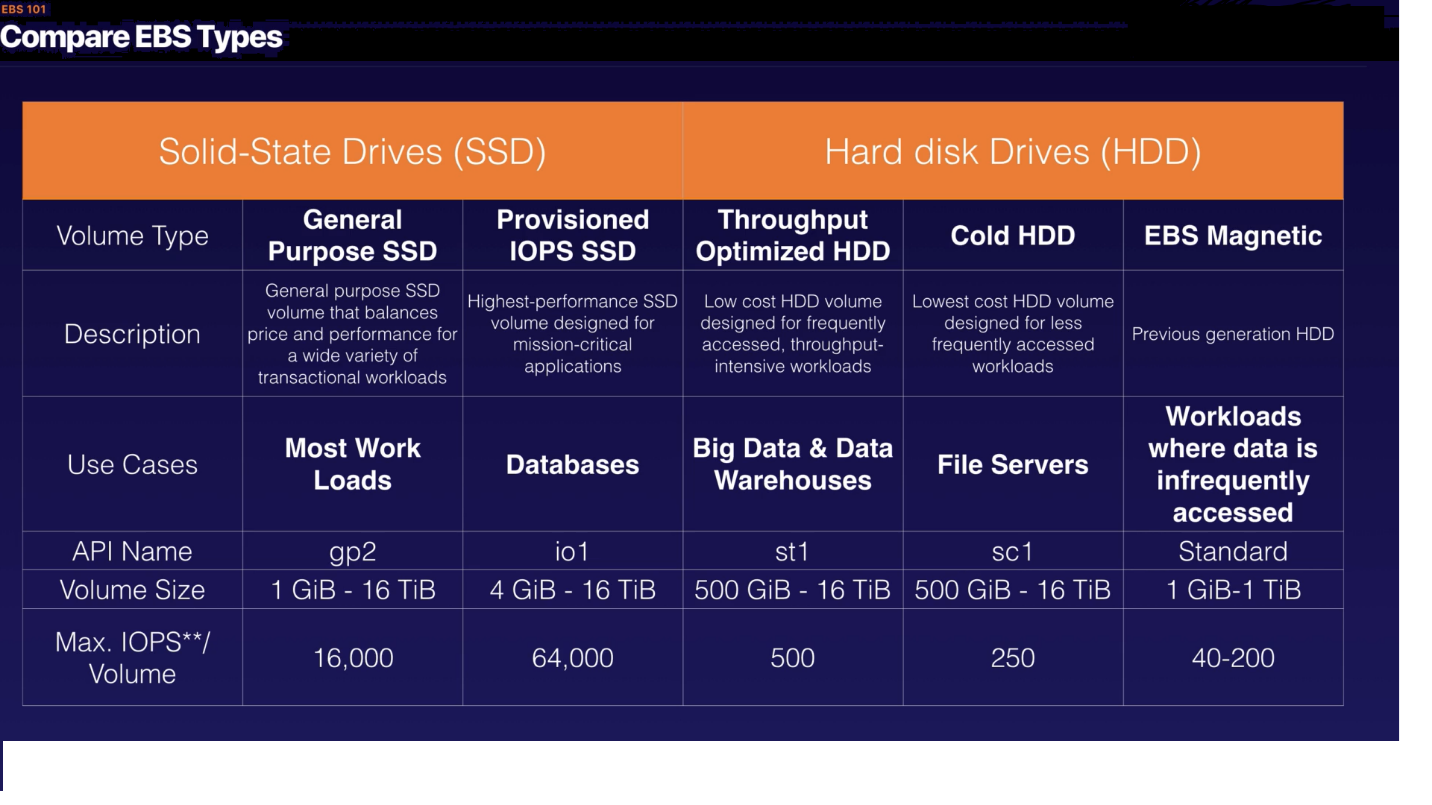 EBS 101
Compare EBS Types
Solid-State Drives (SSD)
Hard disk Drives (HDD)
Volume Type
General
Purpose SSD
Provisioned
IOPS SSD
Throughput
Optimized HDD
Cold HDD
EBS Magnetic
Description
General purpose SSD
volume that balances
price and performance for
a wide variety of
transactional workloads
Highest-performance SSD
volume designed for
mission-critical
applications
Low cost HDD volume
designed for frequently
accessed, throughput-
intensive workloads
Lowest cost HDD volume
designed for less
frequently accessed
workloads
Previous generation HDD
Use Cases
Most Work
Loads
Databases
Big Data & Data
Warehouses
File Servers
Workloads
where data is
infrequently
accessed
API Name
gp2
io1
st1
sc1
Standard
Volume Size
1 GiB - 16 TiB
4 GiB - 16 TiB
500 GiB - 16 TiB
500 GiB - 16 TiB
1 GiB-1 TiB
Max. IOPS**/
Volume
16,000
64,000
500
250
40-200